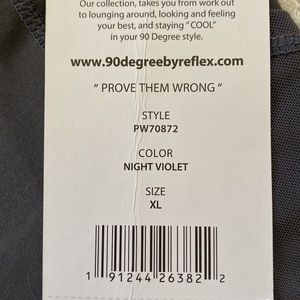 Our collection, takes you from work out
to lounging around, looking and feeling
your best, and staying "COOL"
in your 90 Degree style.
www.90degreebyreflex.com
" PROVE THEM WRONG "
STYLE
PW70872
COLOR
NIGHT VIOLET
SIZE
XL
1 91244 26382 2